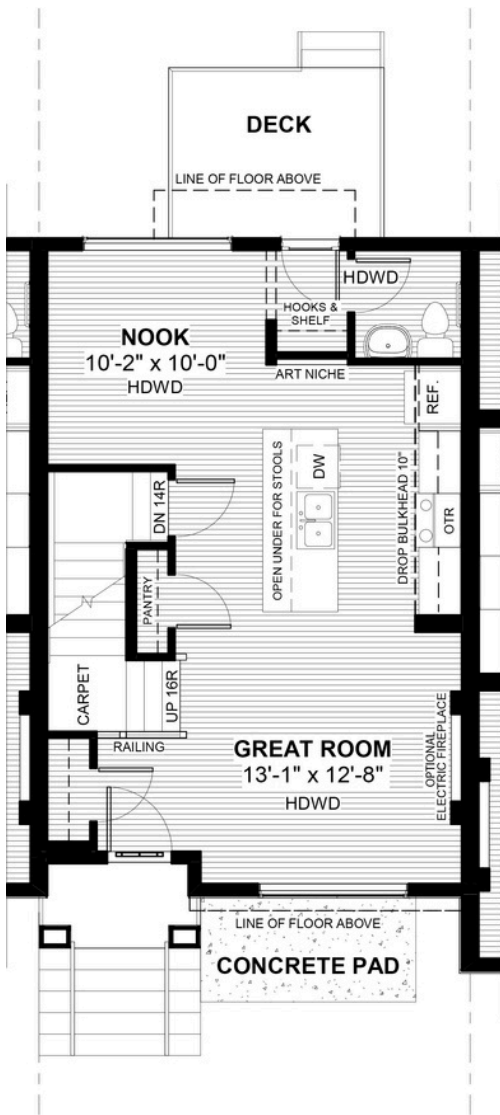 DECK
LINE OF FLOOR ABOVE
HDWD
HOOKS &
SHELF
NOOK
10'-2" x 10'-0"
HDWD
ART NICHE
REF.
DW
OPEN UNDER FOR STOOLS
DROP BULKHEAD 10"
OTR
DN 14R
PANTRY
CARPET
UP 16R
RAILING
GREAT ROOM
13'-1" x 12'-8"
HDWD
OPTIONAL
ELECTRIC FIREPLACE
LINE OF FLOOR ABOVE
CONCRETE PAD